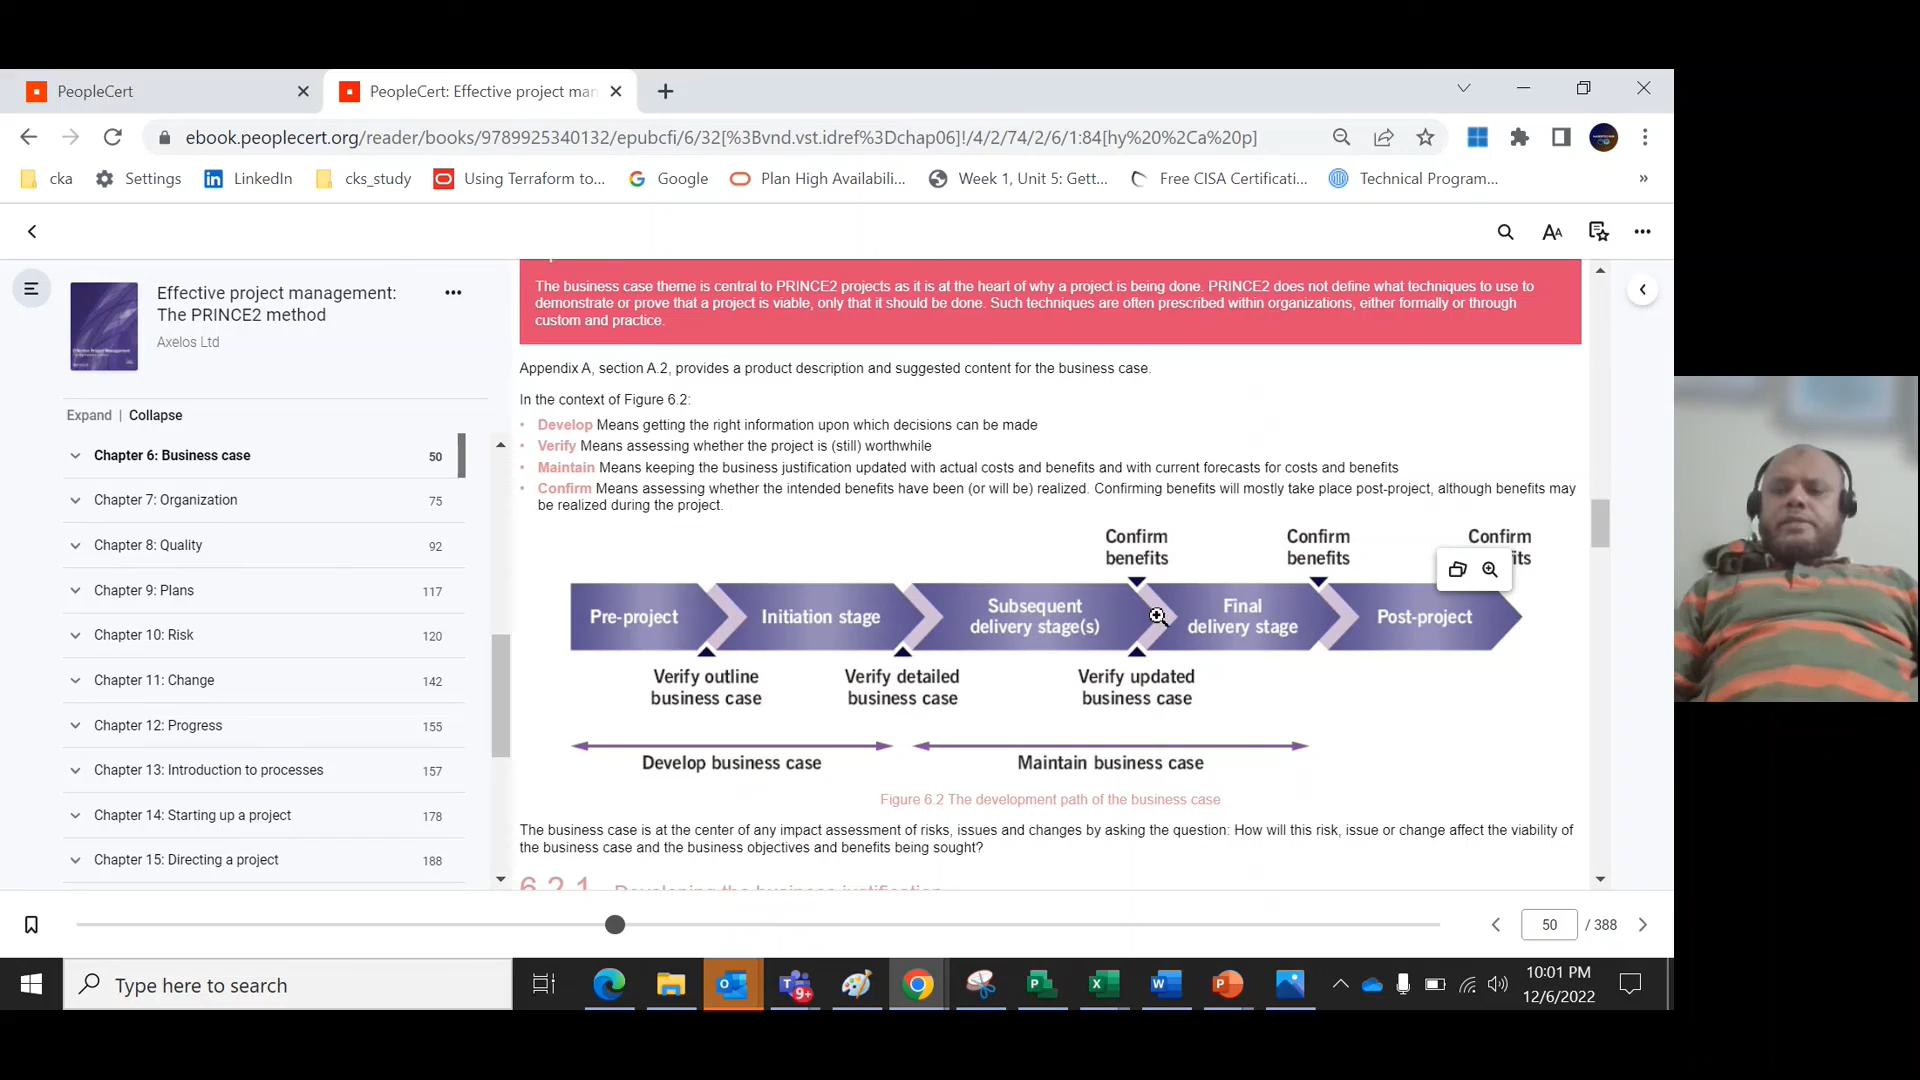 PeopleCert
PeopleCert: Effective project mar
ebook.peoplecert.org/reader/books/9789925340132/epubcfi/6/32[%3Bvnd.vst.idref%3Dchap06]!/4/2/74/2/6/1:84[hy%20%2Ca%20p]
cka
Settings
LinkedIn
cks_study
Using Terraform to...
Google
Plan High Availabili...
Week 1, Unit 5: Gett...
Free CISA Certificati...
Technical Program...
»
Effective project management:
The PRINCE2 method
Axelos Ltd
Expand | Collapse
Chapter 6: Business case 50
Chapter 7: Organization 75
Chapter 8: Quality 92
Chapter 9: Plans 117
Chapter 10: Risk 120
Chapter 11: Change 142
Chapter 12: Progress 155
Chapter 13: Introduction to processes 157
Chapter 14: Starting up a project 178
Chapter 15: Directing a project 188
The business case theme is central to PRINCE2 projects as it is at the heart of why a project is being done. PRINCE2 does not define what techniques to use to
demonstrate or prove that a project is viable, only that it should be done. Such techniques are often prescribed within organizations, either formally or through
custom and practice.
Appendix A, section A.2, provides a product description and suggested content for the business case.
In the context of Figure 6.2:
• Develop Means getting the right information upon which decisions can be made
• Verify Means assessing whether the project is (still) worthwhile
• Maintain Means keeping the business justification updated with actual costs and benefits and with current forecasts for costs and benefits
• Confirm Means assessing whether the intended benefits have been (or will be) realized. Confirming benefits will mostly take place post-project, although benefits may
be realized during the project.
Confirm
benefits
Confirm
benefits
Confirm
its
Pre-project
Initiation stage
Subsequent
delivery stage(s)
Final
delivery stage
Post-project
Verify outline
business case
Verify detailed
business case
Verify updated
business case
Develop business case
Maintain business case
Figure 6.2 The development path of the business case
The business case is at the center of any impact assessment of risks, issues and changes by asking the question: How will this risk, issue or change affect the viability of
the business case and the business objectives and benefits being sought?
6.2.1 Developing the business justification
50 / 388
Type here to search
9+
10:01 PM
12/6/2022